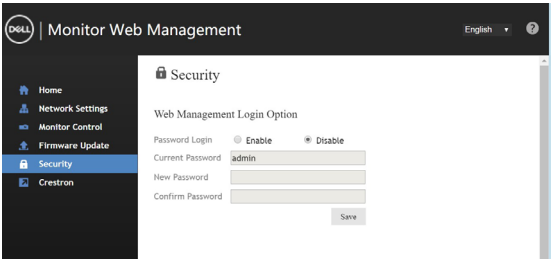 DELL | Monitor Web Management
English
?
Home
Network Settings
Monitor Control
Firmware Update
Security
Crestron
Security
Web Management Login Option
Password Login Enable Disable
Current Password admin
New Password
Confirm Password
Save